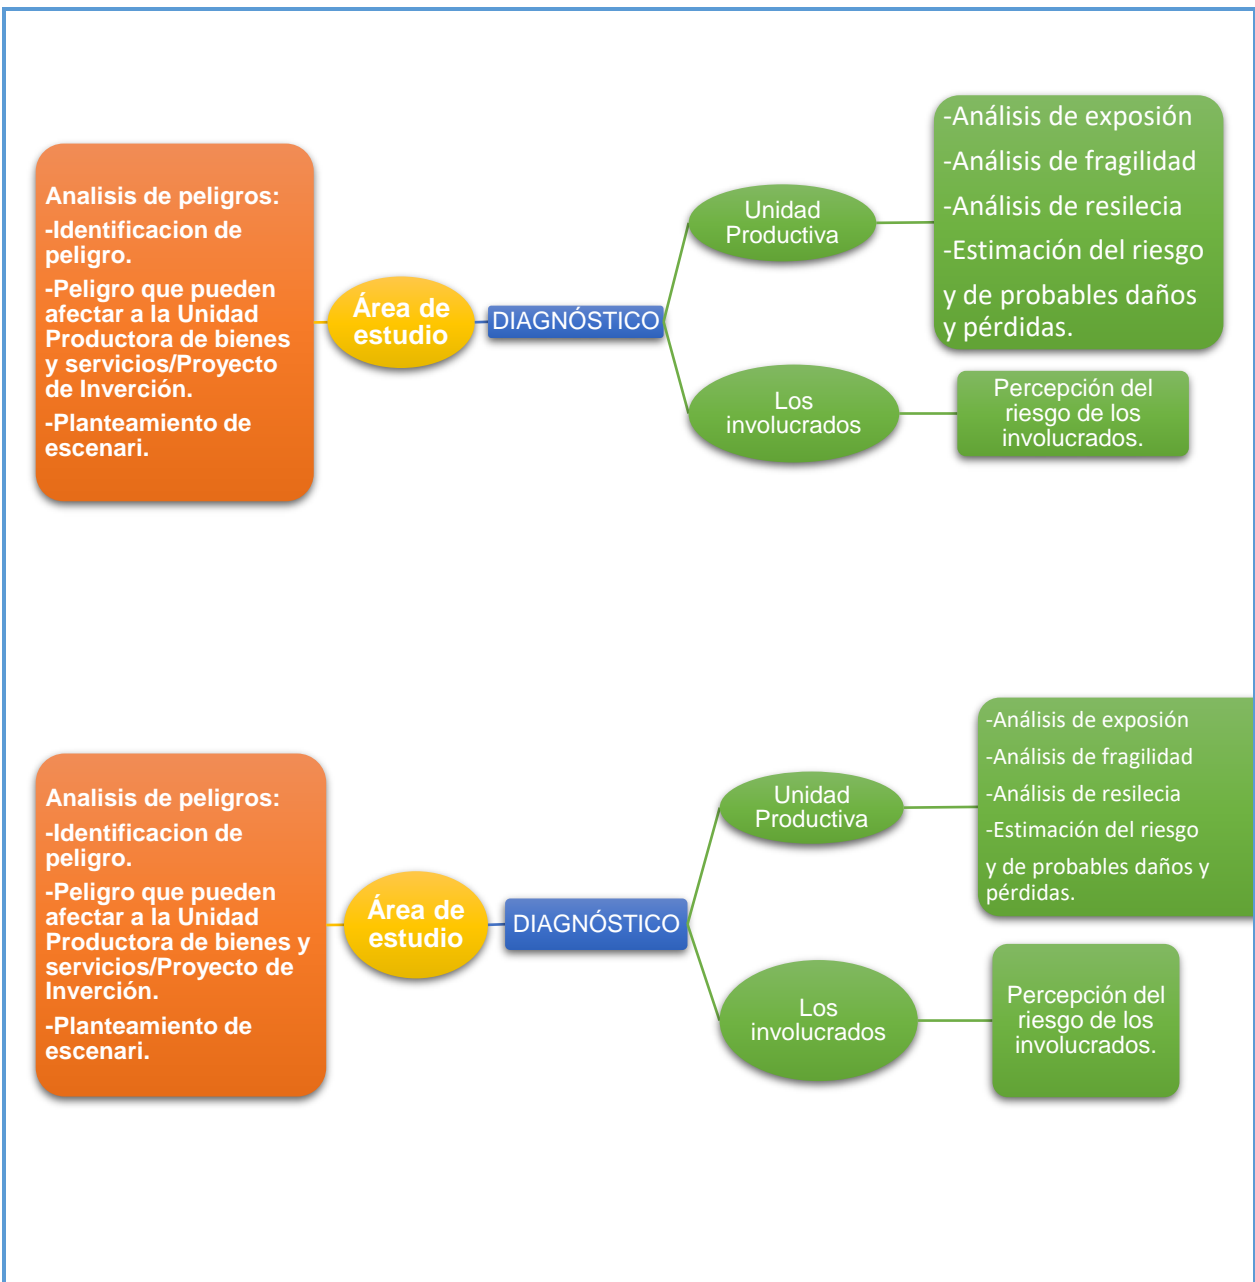 Analisis de peligros:
-Identificacion de
peligro.
-Peligro que pueden
afectar a la Unidad
Productora de bienes
y servicios/Proyecto
de Inverción.
-Planteamiento de
escenari.
Área de
estudio
DIAGNÓSTICO
Unidad
Productiva
-Análisis de exposión
-Análisis de fragilidad
-Análisis de resilecia
-Estimación del riesgo
y de probables daños
y pérdidas.
Los
involucrados
Percepción del
riesgo de los
involucrados.
Analisis de peligros:
-Identificacion de
peligro.
-Peligro que pueden
afectar a la Unidad
Productora de bienes y
servicios/Proyecto de
Inverción.
-Planteamiento de
escenari.
Área de
estudio
DIAGNÓSTICO
Unidad
Productiva
-Análisis de exposión
-Análisis de fragilidad
-Análisis de resilecia
-Estimación del riesgo
y de probables daños y
pérdidas.
Los
involucrados
Percepción del
riesgo de los
involucrados.